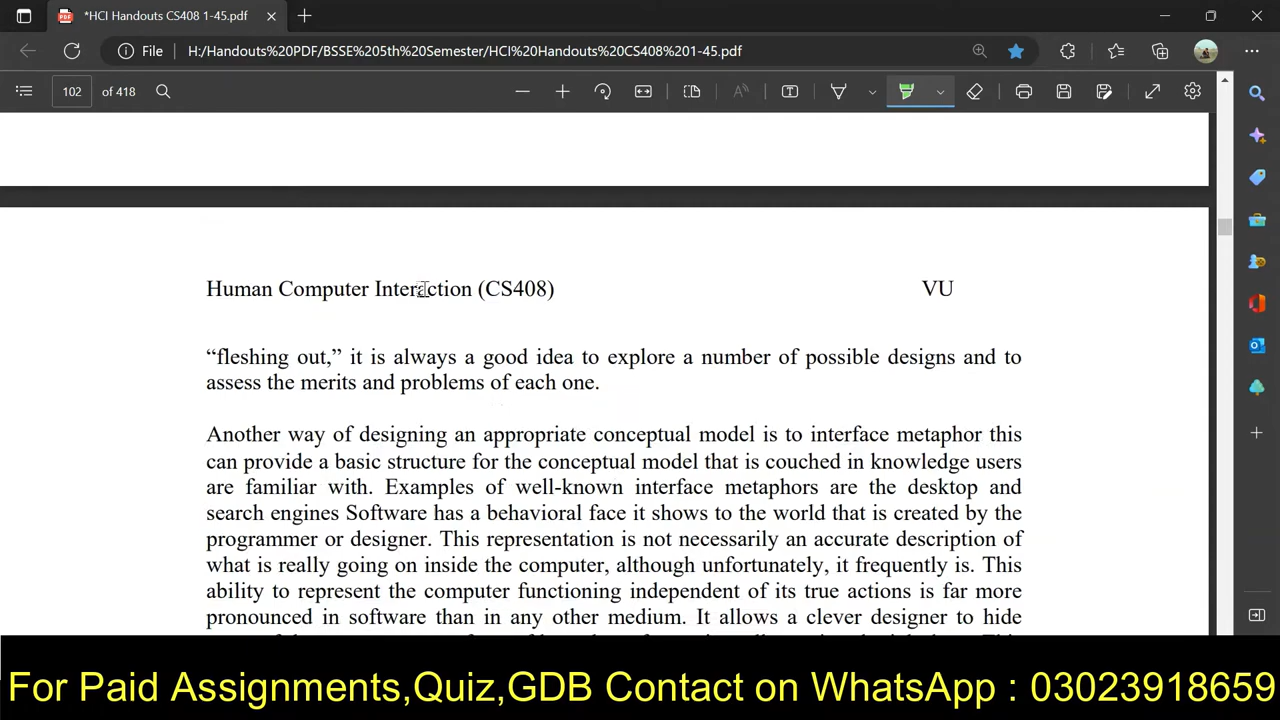 *HCI Handouts CS408 1-45.pdf
File H:/Handouts%20PDF/BSSE%205th%20Semester/HCI%20Handouts%20CS408%201-45.pdf
102 of 418
Human Computer Interaction (CS408) VU
“fleshing out,” it is always a good idea to explore a number of possible designs and to
assess the merits and problems of each one.
Another way of designing an appropriate conceptual model is to interface metaphor this
can provide a basic structure for the conceptual model that is couched in knowledge users
are familiar with. Examples of well-known interface metaphors are the desktop and
search engines Software has a behavioral face it shows to the world that is created by the
programmer or designer. This representation is not necessarily an accurate description of
what is really going on inside the computer, although unfortunately, it frequently is. This
ability to represent the computer functioning independent of its true actions is far more
pronounced in software than in any other medium. It allows a clever designer to hide
For Paid Assignments,Quiz,GDB Contact on WhatsApp : 03023918659